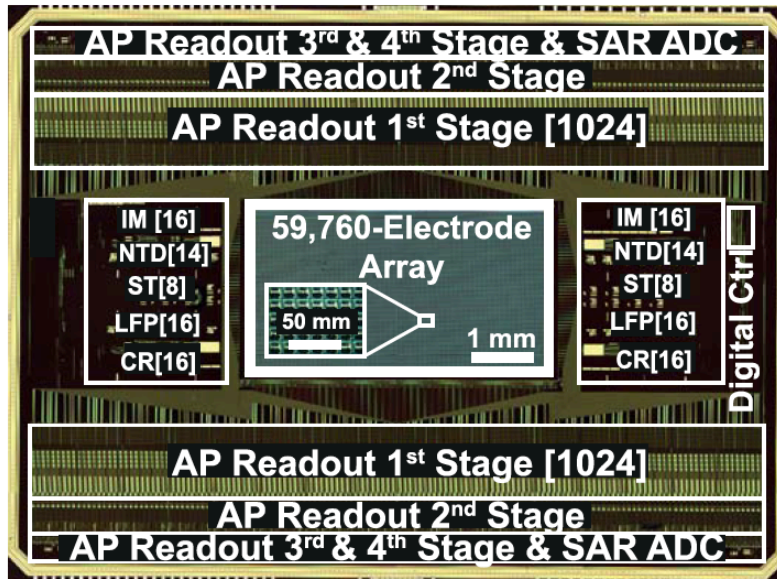 AP Readout 3rd & 4th Stage & SAR ADC
AP Readout 2nd Stage
AP Readout 1st Stage [1024]
IM [16]
NTD[14]
ST[8]
LFP[16]
CR[16]
59,760-Electrode
Array
50 mm
1 mm
IM [16]
NTD[14]
ST[8]
LFP[16]
CR[16]
Digital Ctrl
AP Readout 1st Stage [1024]
AP Readout 2nd Stage
AP Readout 3rd & 4th Stage & SAR ADC